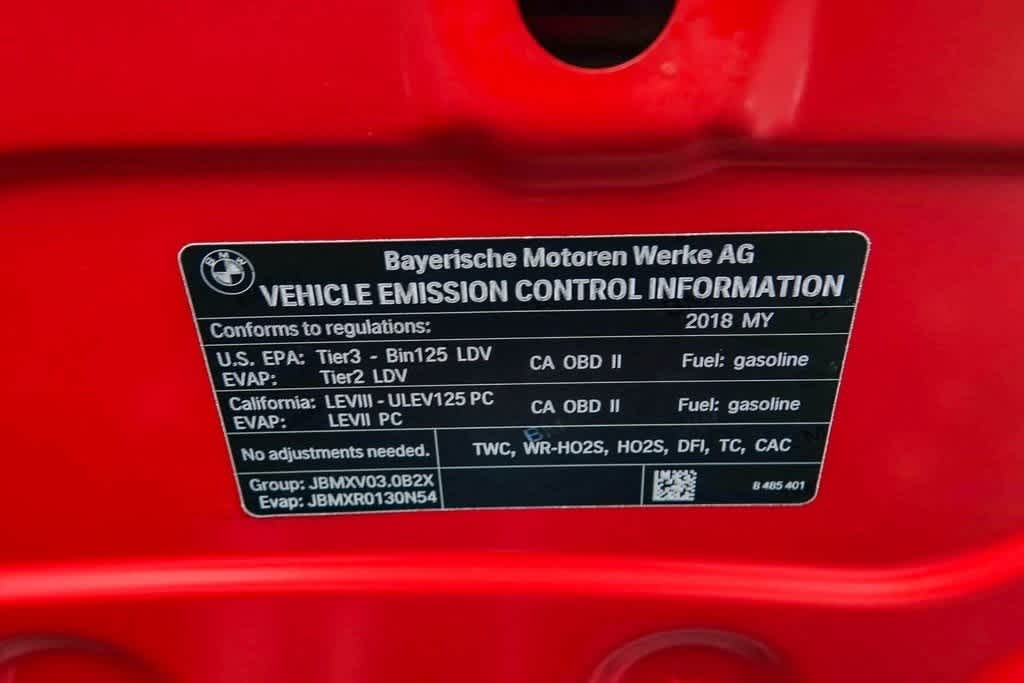 BMW
Bayerische Motoren Werke AG
VEHICLE EMISSION CONTROL INFORMATION
Conforms to regulations: 2018 MY
U.S. EPA: Tier3 - Bin125 LDV CA OBD II Fuel: gasoline
EVAP: Tier2 LDV
California: LEVIII - ULEV125 PC CA OBD II Fuel: gasoline
EVAP: LEVII PC
No adjustments needed. TWC, WR-HO2S, HO2S, DFI, TC, CAC
Group: JBMXV03.0B2X
Evap: JBMXR0130N54 B 485 401